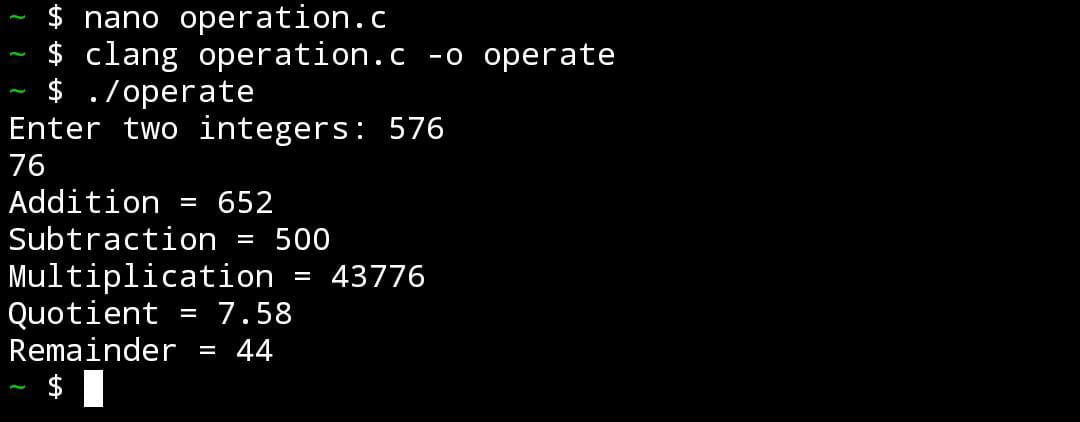 ~ $ nano operation.c
~ $ clang operation.c -o operate
~ $ ./operate
Enter two integers: 576
76
Addition = 652
Subtraction = 500
Multiplication = 43776
Quotient = 7.58
Remainder = 44
~ $